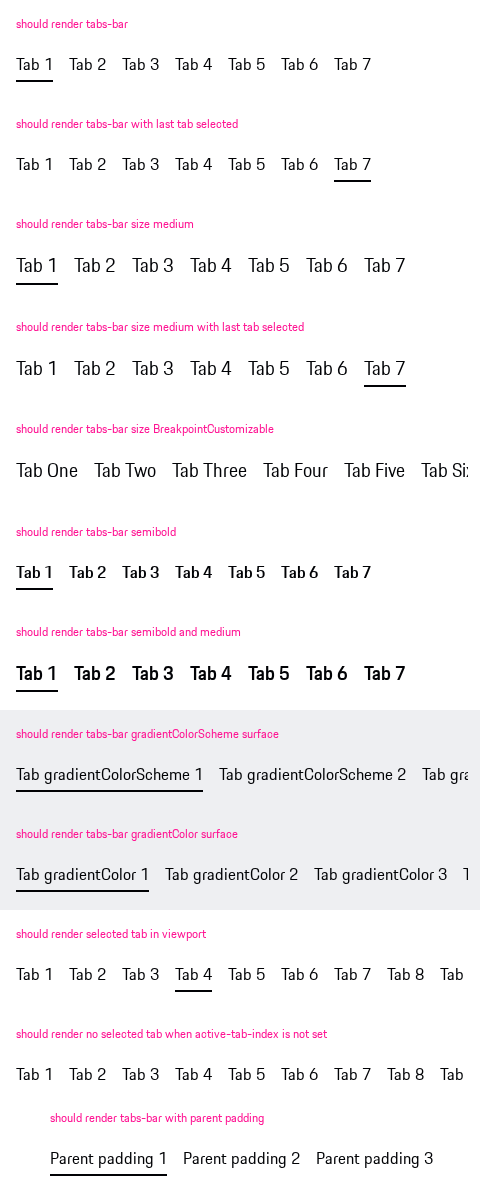 should render tabs-bar
Tab 1 Tab 2 Tab 3 Tab 4 Tab 5 Tab 6 Tab 7
should render tabs-bar with last tab selected
Tab 1 Tab 2 Tab 3 Tab 4 Tab 5 Tab 6 Tab 7
should render tabs-bar size medium
Tab 1 Tab 2 Tab 3 Tab 4 Tab 5 Tab 6 Tab 7
should render tabs-bar size medium with last tab selected
Tab 1 Tab 2 Tab 3 Tab 4 Tab 5 Tab 6 Tab 7
should render tabs-bar size BreakpointCustomizable
Tab One Tab Two Tab Three Tab Four Tab Five Tab
should render tabs-bar semibold
Tab 1 Tab 2 Tab 3 Tab 4 Tab 5 Tab 6 Tab 7
should render tabs-bar semibold and medium
Tab 1 Tab 2 Tab 3 Tab 4 Tab 5 Tab 6 Tab 7
should render tabs-bar gradientColorScheme surface
Tab gradientColorScheme 1 Tab gradientColorScheme 2 Tab
should render tabs-bar gradientColor surface
Tab gradientColor 1 Tab gradientColor 2 Tab gradientColor 3
should render selected tab in viewport
Tab 1 Tab 2 Tab 3 Tab 4 Tab 5 Tab 6 Tab 7 Tab 8 Tab
should render no selected tab when active-tab-index is not set
Tab 1 Tab 2 Tab 3 Tab 4 Tab 5 Tab 6 Tab 7 Tab 8 Tab
should render tabs-bar with parent padding
Parent padding 1 Parent padding 2 Parent padding 3